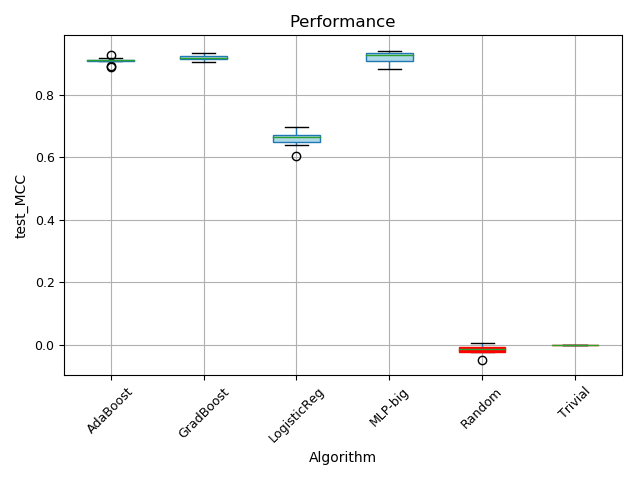 Performance
test_MCC
0.8
0.6
0.4
0.2
0.0
AdaBoost
GradBoost
LogisticReg
MLP-big
Random
Trivial
Algorithm